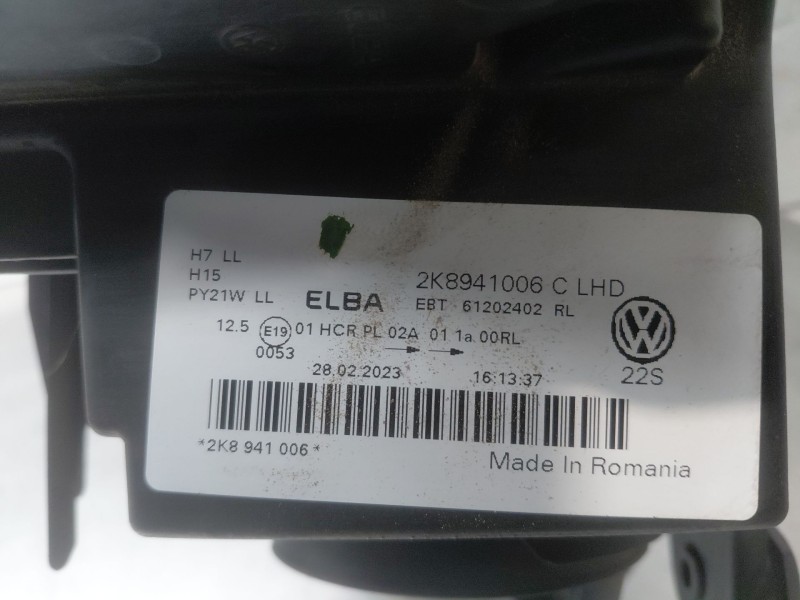 H7 LL
H15
PY21W LL
ELBA
2K8941006 C LHD
EBT 61202402 RL
12.5 E19 01 HCR PL 02A 01 1a 00RL
0053
28.02.2023 16:13:37
22S
*2K8 941 006*
Made In Romania